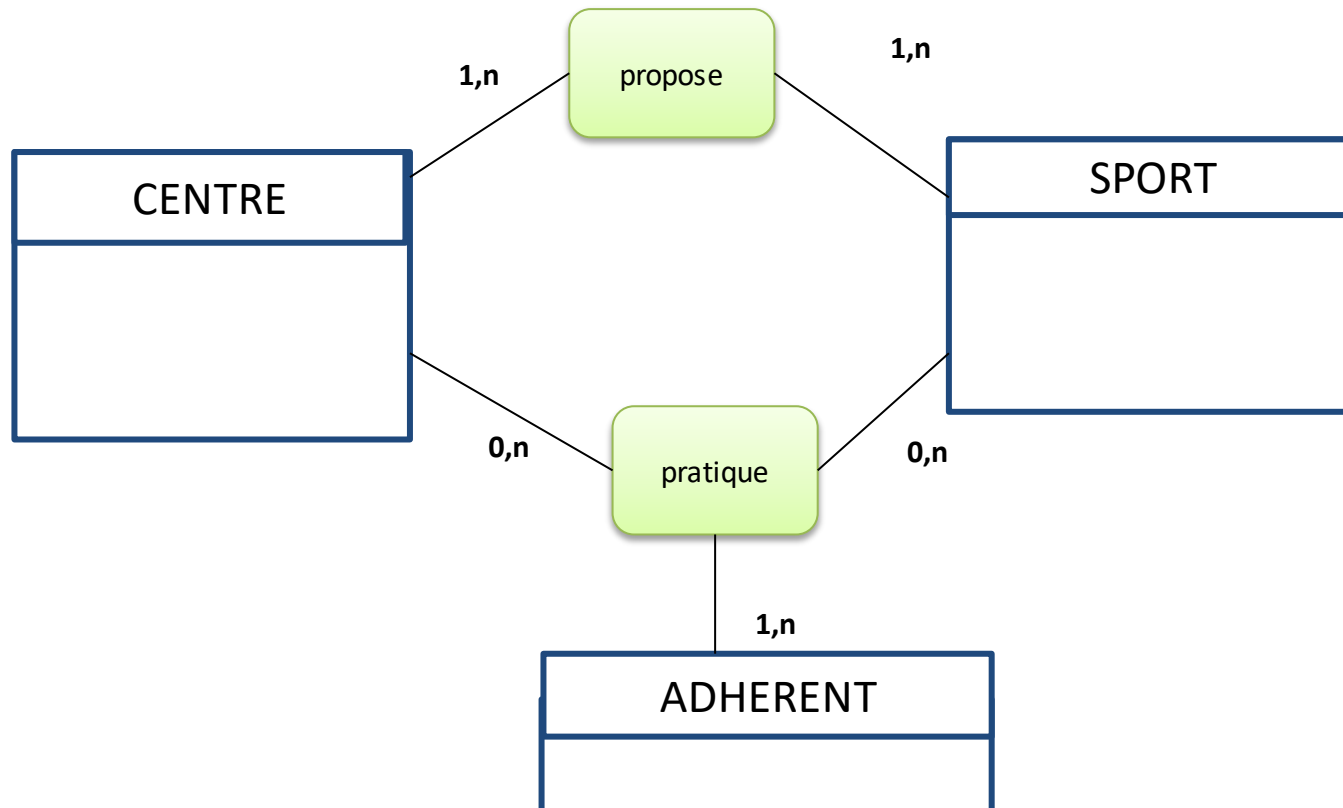 propose
1,n
1,n
CENTRE
SPORT
0,n
pratique
0,n
1,n
ADHERENT